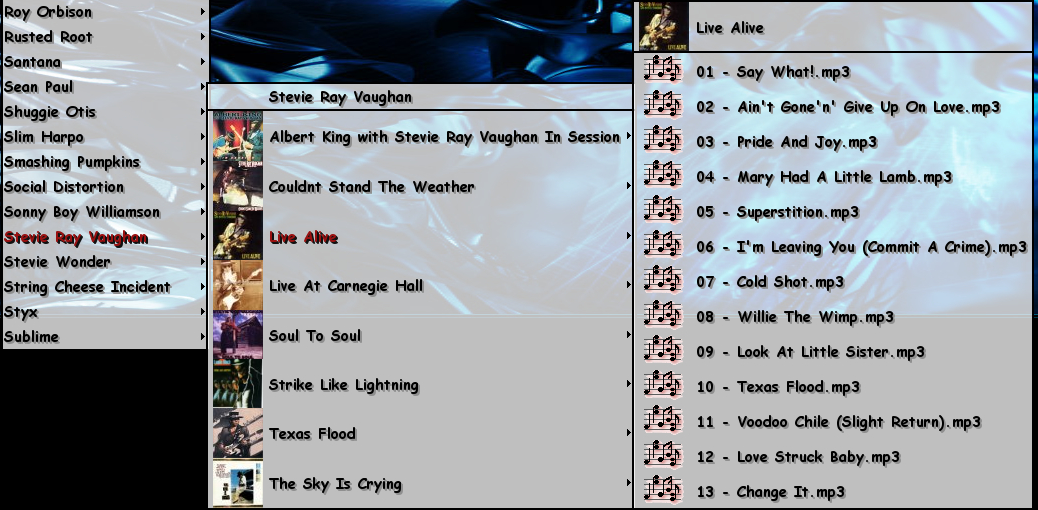 Roy Orbison
Rusted Root
Santana
Sean Paul
Shuggie Otis
Slim Harpo
Smashing Pumpkins
Social Distortion
Sonny Boy Williamson
Stevie Ray Vaughan
Stevie Wonder
String Cheese Incident
Styx
Sublime
Stevie Ray Vaughan
Albert King with Stevie Ray Vaughan In Session
Couldnt Stand The Weather
Live Alive
Live At Carnegie Hall
Soul To Soul
Strike Like Lightning
Texas Flood
The Sky Is Crying
Live Alive
01 - Say What!.mp3
02 - Ain't Gone'n' Give Up On Love.mp3
03 - Pride And Joy.mp3
04 - Mary Had A Little Lamb.mp3
05 - Superstition.mp3
06 - I'm Leaving You (Commit A Crime).mp3
07 - Cold Shot.mp3
08 - Willie The Wimp.mp3
09 - Look At Little Sister.mp3
10 - Texas Flood.mp3
11 - Voodoo Chile (Slight Return).mp3
12 - Love Struck Baby.mp3
13 - Change It.mp3